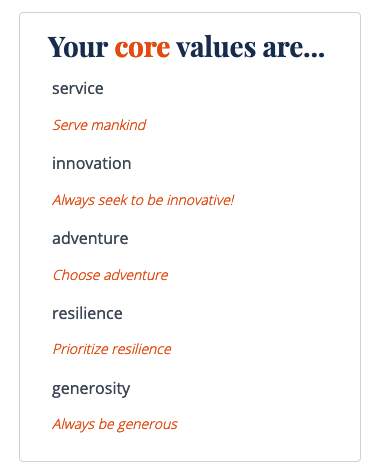 Your core values are...
service
Serve mankind
innovation
Always seek to be innovative!
adventure
Choose adventure
resilience
Prioritize resilience
generosity
Always be generous